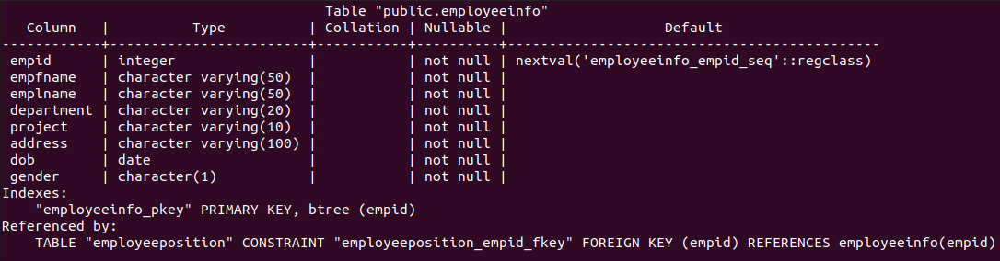 Table "public.employeeinfo"
Column | Type | Collation | Nullable | Default
------------+------------------------+-----------+----------+---------------------------------------------
empid | integer | | not null | nextval('employeeinfo_empid_seq'::regclass)
empfname | character varying(50) | | not null |
emplname | character varying(50) | | not null |
department | character varying(20) | | not null |
project | character varying(10) | | not null |
address | character varying(100) | | not null |
dob | date | | not null |
gender | character(1) | | not null |
Indexes:
"employeeinfo_pkey" PRIMARY KEY, btree (empid)
Referenced by:
TABLE "employeeposition" CONSTRAINT "employeeposition_empid_fkey" FOREIGN KEY (empid) REFERENCES employeeinfo(empid)